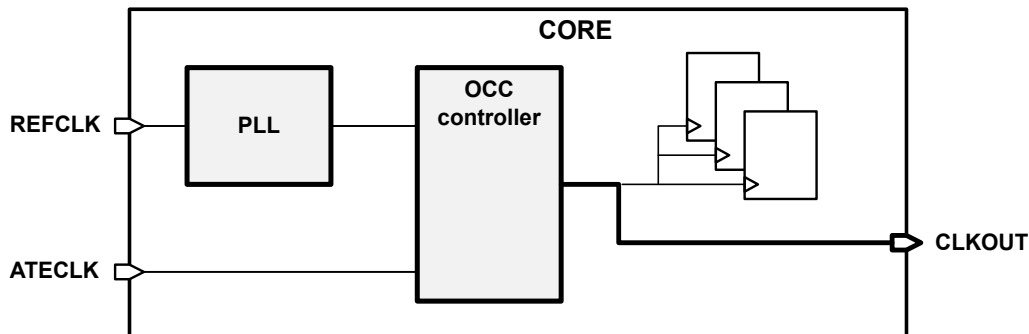 CORE
OCC
controller
PLL
REFCLK
CLKOUT
ATECLK